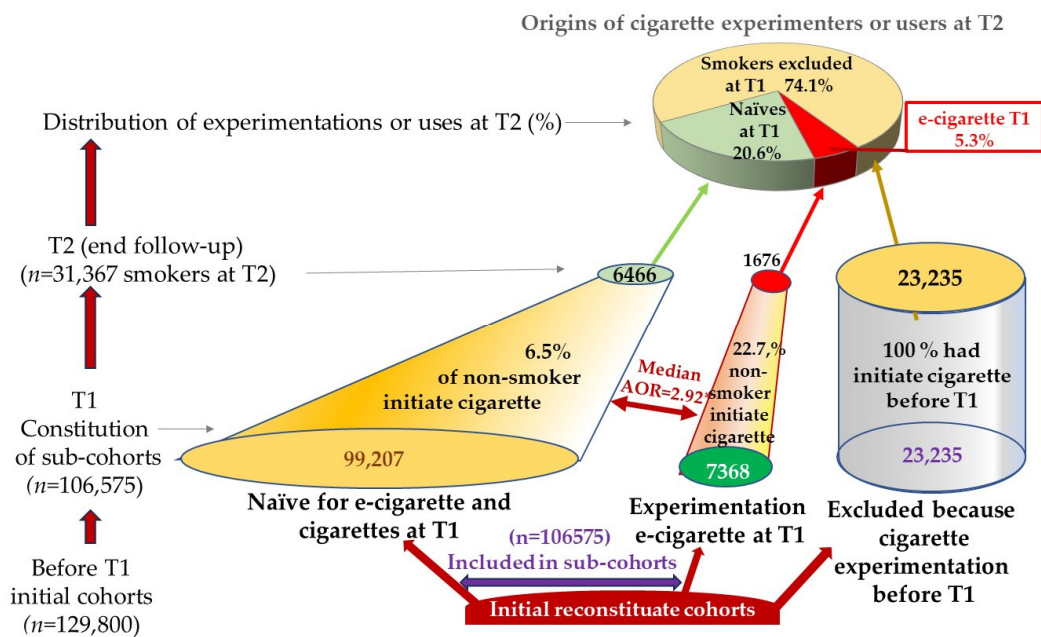 Origins of cigarette experimenters or users at T2
Smokers excluded
at T1 74.1%
Naïves
at T1
20.6%
e-cigarette T1
5.3%
Distribution of experimentations or uses at T2 (%)
T2 (end follow-up)
(n=31,367 smokers at T2)
6466
1676
23,235
6.5%
of non-smoker
initiate cigarette
Median
AOR=2.92*
22.7,%
non-
smoker
initiate
cigarette
100 % had
initiate cigarette
before T1
T1
Constitution
of sub-cohorts
(n=106,575)
99,207
7368
23,235
Naïve for e-cigarette and
cigarettes at T1
Experimentation
e-cigarette at T1
Excluded because
cigarette
experimentation
before T1
(n=106575)
Included in sub-cohorts
Before T1
initial cohorts
(n=129,800)
Initial reconstituate cohorts